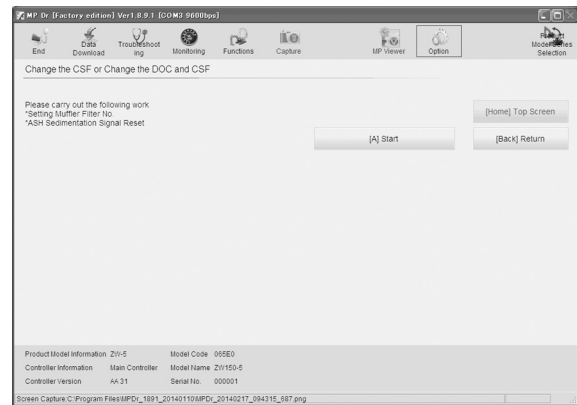 MP Dr [Factory edition] Ver1.8.9.1 [COM3 9600bps]
End
Data Download
Troubleshooting
Monitoring
Functions
Capture
MP Viewer
Option
Product Model Series Selection
Change the CSF or Change the DOC and CSF
Please carry out the following work
*Setting Muffler Filter No.
*ASH Sedimentation Signal Reset
[Home] Top Screen
[A] Start
[Back] Return
Product Model Information ZW-5 Model Code 065E0
Controller Information Main Controller Model Name ZW150-5
Controller Version AA 31 Serial No. 000001
Screen Capture:C:\Program Files\MPDr_1891_20140110\MPDr_20140217_094315_687.png